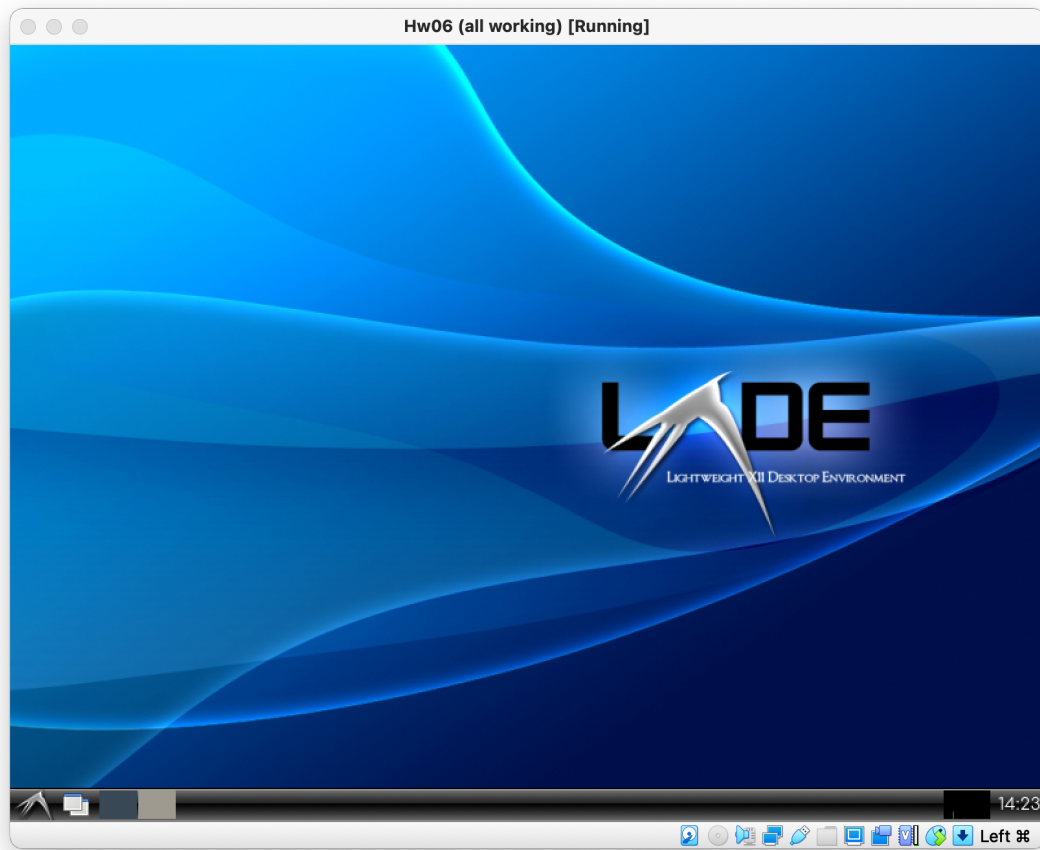 Hw06 (all working) [Running]
LXDE
Lightweight X11 Desktop Environment
14:23
Left ⌘